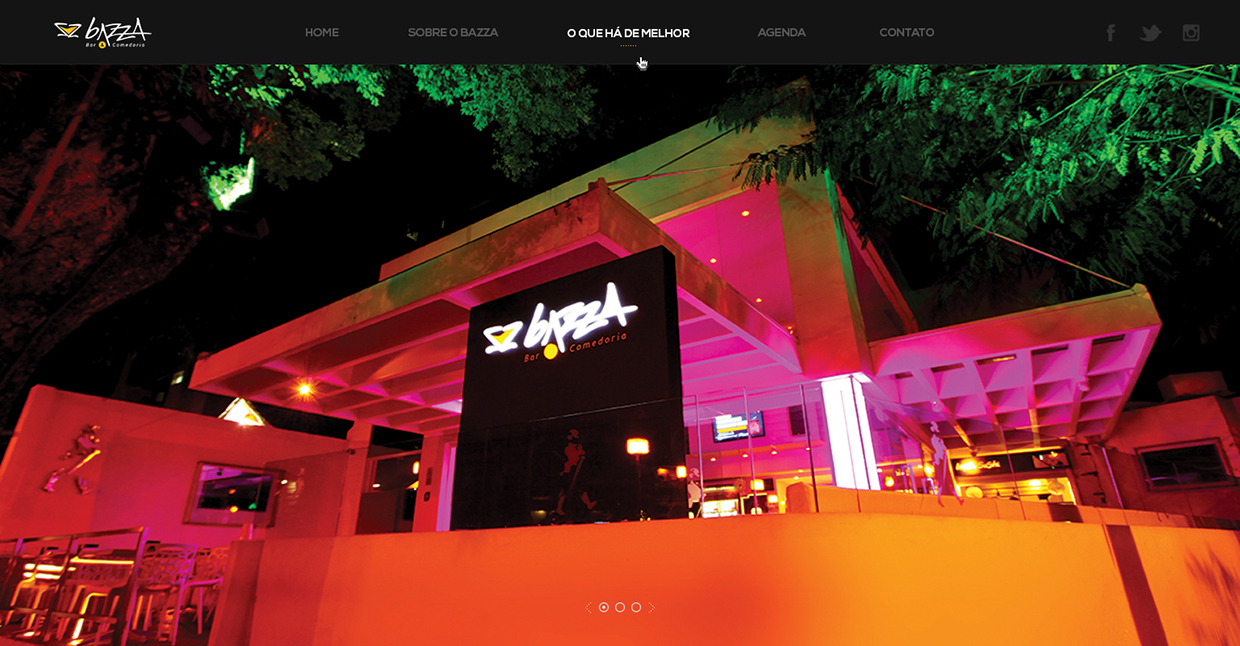 bazza
Bar & Comedoria
HOME
SOBRE O BAZZA
O QUE HÁ DE MELHOR
AGENDA
CONTATO
bazza
Bar Comedoria